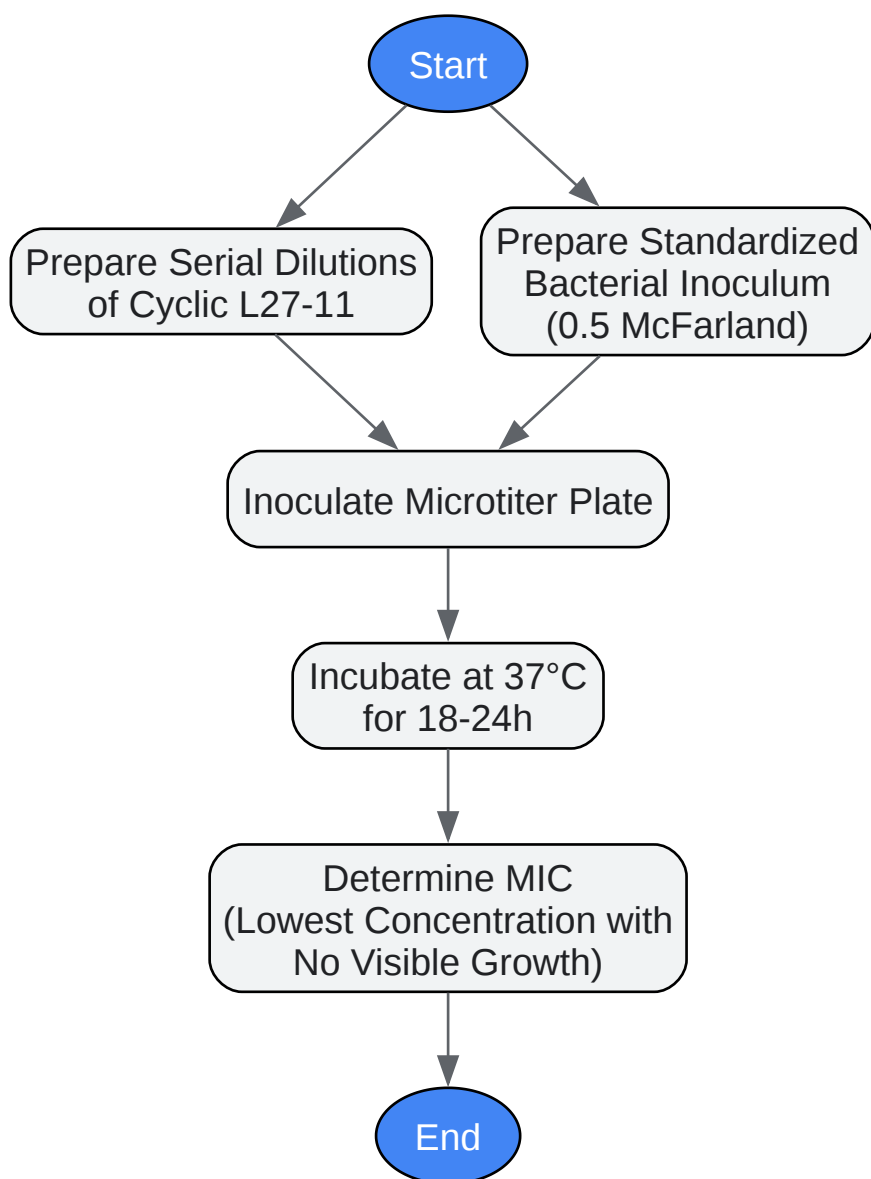 Start
Prepare Serial Dilutions
of Cyclic L27-11
Prepare Standardized
Bacterial Inoculum
(0.5 McFarland)
Inoculate Microtiter Plate
Incubate at 37°C
for 18-24h
Determine MIC
(Lowest Concentration with
No Visible Growth)
End